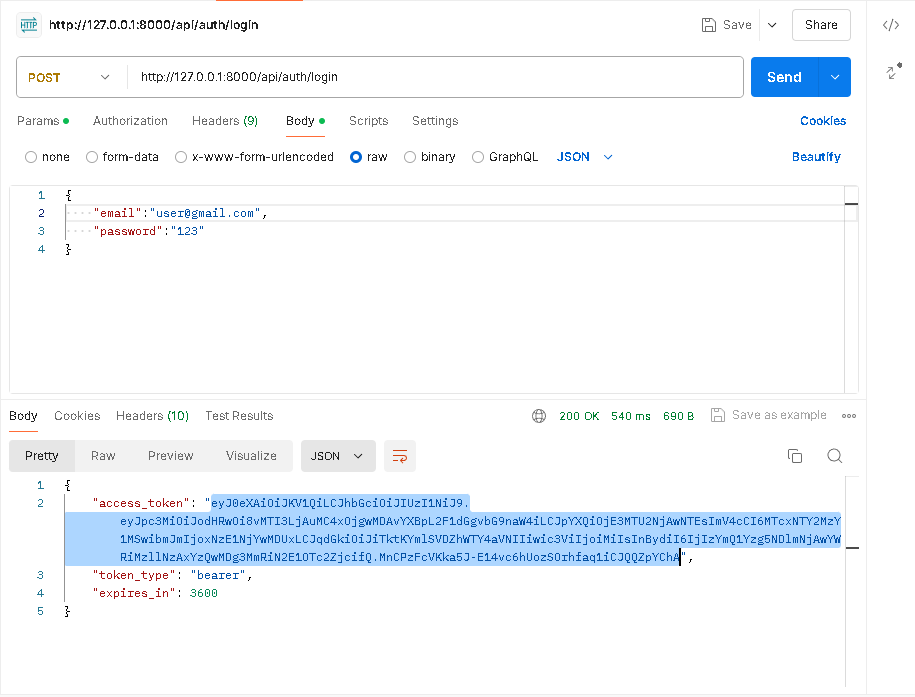 HTTP http://127.0.0.1:8000/api/auth/login Save Share
POST http://127.0.0.1:8000/api/auth/login Send
Params Authorization Headers (9) Body Scripts Settings Cookies
none form-data x-www-form-urlencoded raw binary GraphQL JSON Beautify
1 {
2 "email":"user@gmail.com",
3 "password":"123"
4 }
Body Cookies Headers (10) Test Results 200 OK 540 ms 690 B Save as example
Pretty Raw Preview Visualize JSON
1 {
2 "access_token": "eyJ0eXAiOiJKV1QiLCJhbGciOiJIUzI1NiJ9.
eyJpc3MiOiJodHRwOi8vMTI3LjAuMC4xOjgwMDAvYXBpL2F1dGgvbG9naW4iLCJpYXQiOjE3MTU2NjAwNTEsImV4cCI6MTcxNTY2MzY
1MSwibmJmIjoxNzE1NjYwMDUxLCJqdGkiOiJiTktKYmlSVDZhWTY4aVNIIiwic3ViIjoiMiIsInBydiI6IjIzYmQ1Yzg5NDlmNjAwYW
RiMzllNzAxYzQwMDg3MmRiN2E1OTc2ZjcifQ.MnCPzFcVKka5J-E14vc6hUozSOrhfaq1iCJQQZpYChA",
3 "token_type": "bearer",
4 "expires_in": 3600
5 }